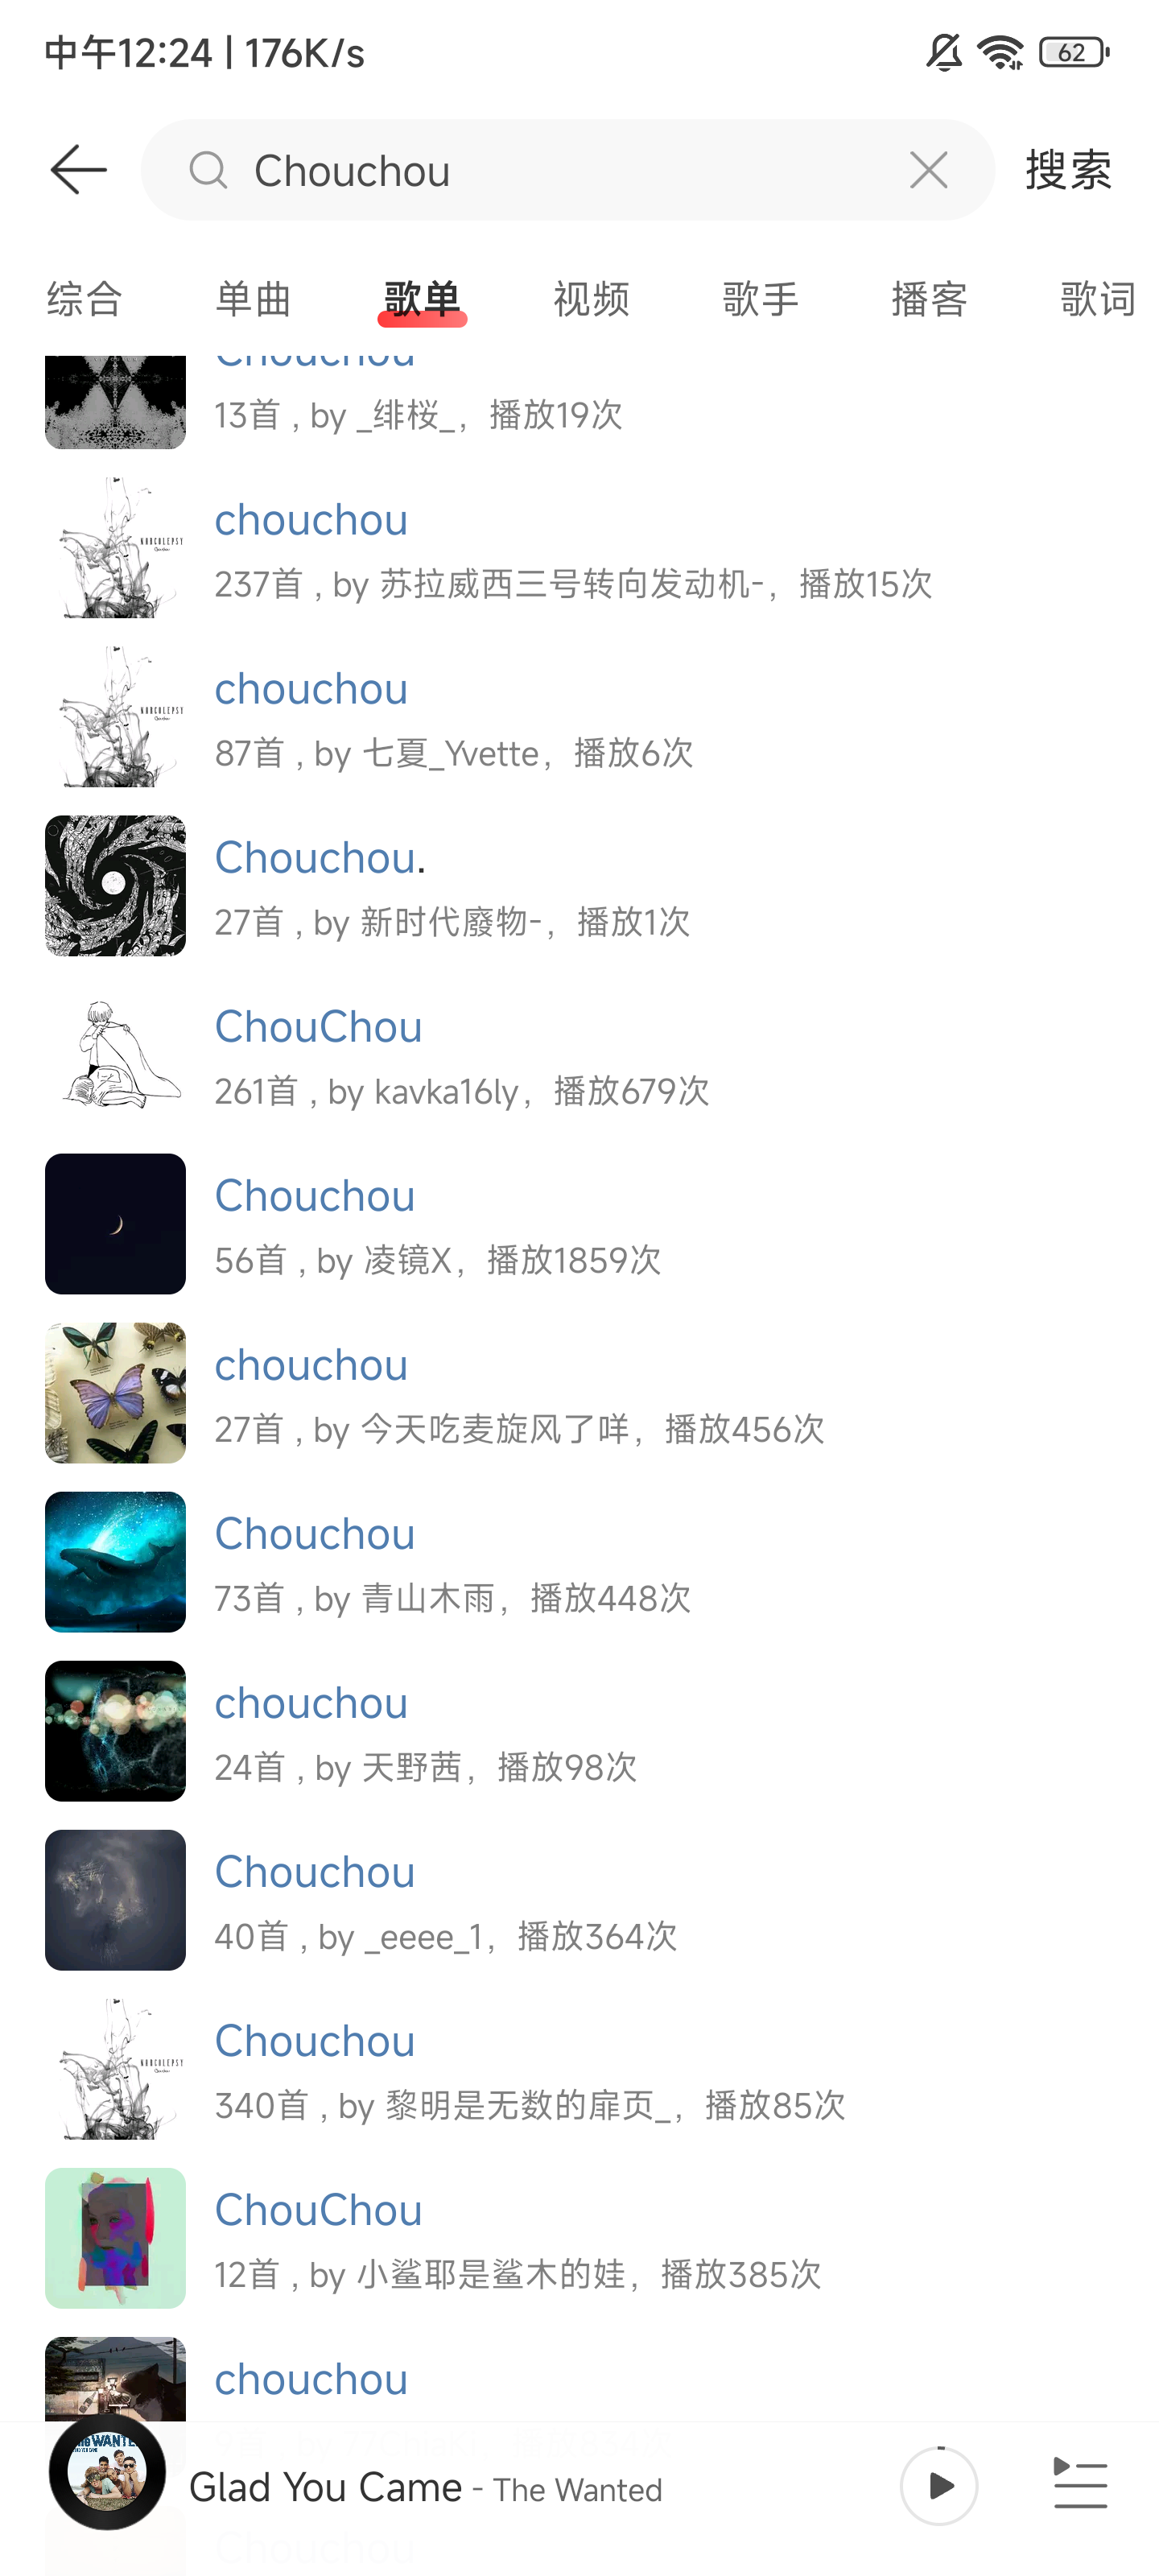 中午12:24 | 176K/s
62
Chouchou
搜索
综合 单曲 歌单 视频 歌手 播客 歌词
Chouchou
13首 , by _绯桜_，播放19次
chouchou
237首 , by 苏拉威西三号转向发动机-，播放15次
NARCOLEPSY
chouchou
87首 , by 七夏_Yvette，播放6次
NARCOLEPSY
Chouchou.
27首 , by 新时代廢物-，播放1次
ChouChou
261首 , by kavka16ly，播放679次
Chouchou
56首 , by 凌镜X，播放1859次
chouchou
27首 , by 今天吃麦旋风了咩，播放456次
Chouchou
73首 , by 青山木雨，播放448次
chouchou
24首 , by 天野茜，播放98次
Chouchou
40首 , by _eeee_1，播放364次
Chouchou
340首 , by 黎明是无数的扉页_，播放85次
NARCOLEPSY
ChouChou
12首 , by 小鲨耶是鲨木的娃，播放385次
chouchou
Glad You Came - The Wanted
Chouchou